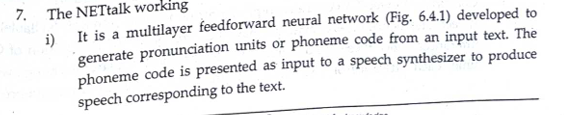 7. The NETtalk working
i) It is a multilayer feedforward neural network (Fig. 6.4.1) developed to
generate pronunciation units or phoneme code from an input text. The
phoneme code is presented as input to a speech synthesizer to produce
speech corresponding to the text.